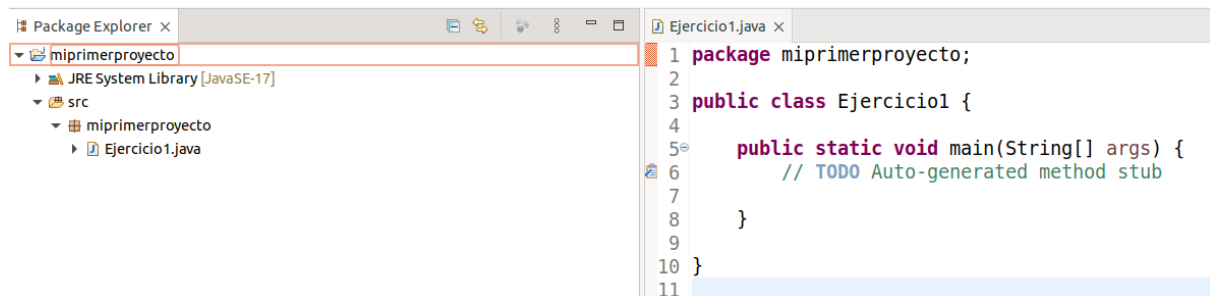 Package Explorer ×
miprimerproyecto
JRE System Library [JavaSE-17]
src
miprimerproyecto
Ejercicio1.java
Ejercicio1.java ×
1 package miprimerproyecto;
2
3 public class Ejercicio1 {
4
5 public static void main(String[] args) {
6 // TODO Auto-generated method stub
7
8 }
9
10 }
11